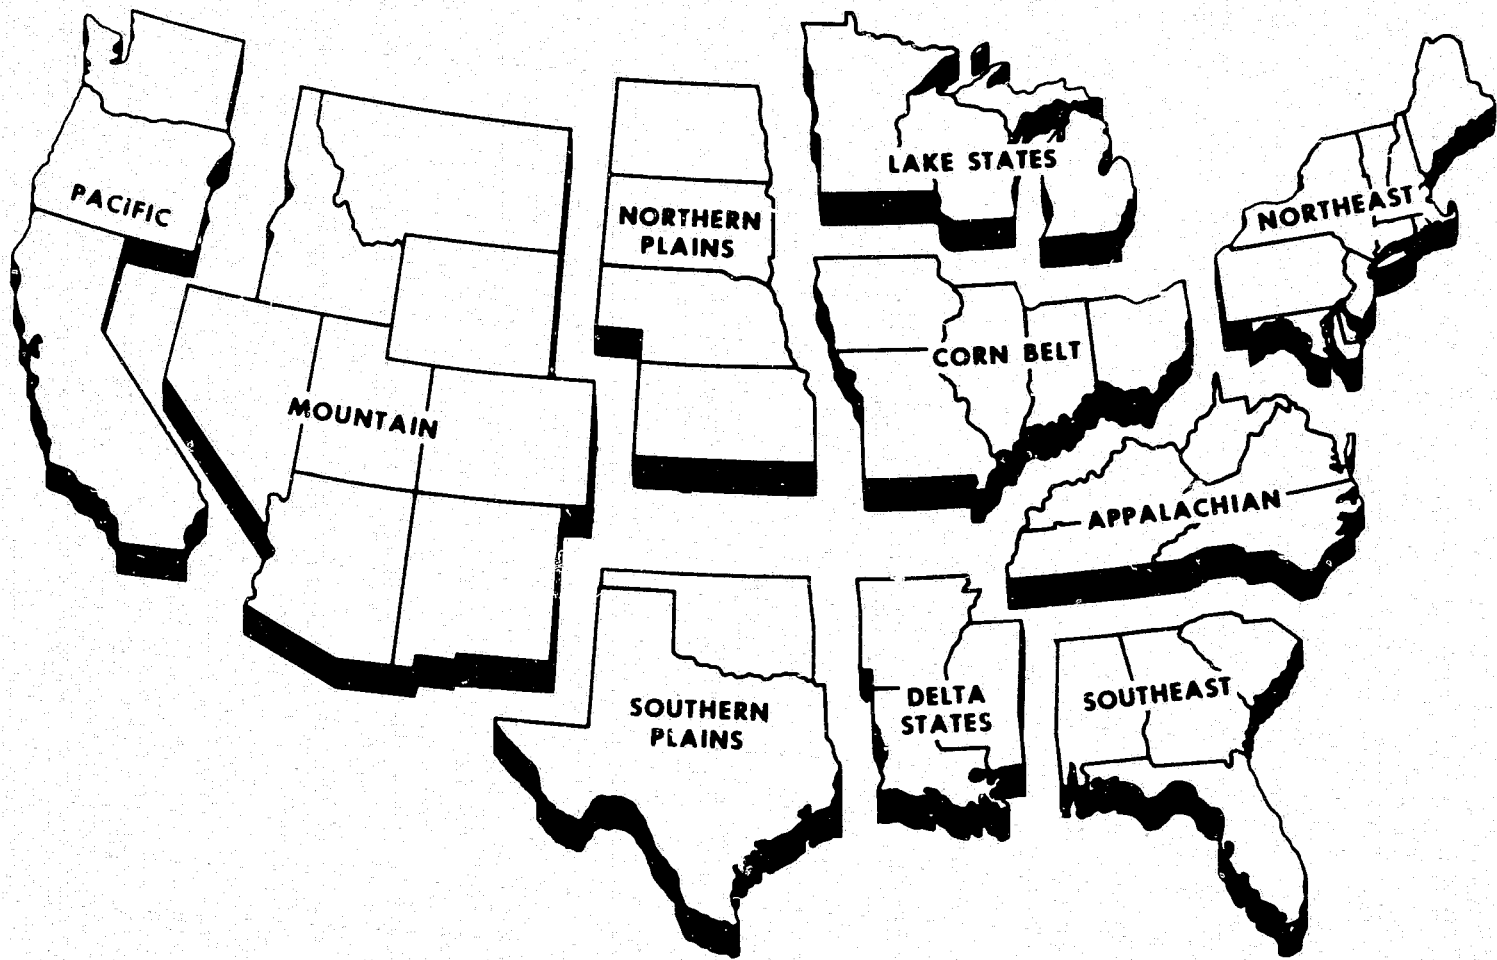 PACIFIC
MOUNTAIN
NORTHERN
PLAINS
LAKE STATES
CORN BELT
NORTHEAST
APPALACHIAN
SOUTHERN
PLAINS
DELTA
STATES
SOUTHEAST